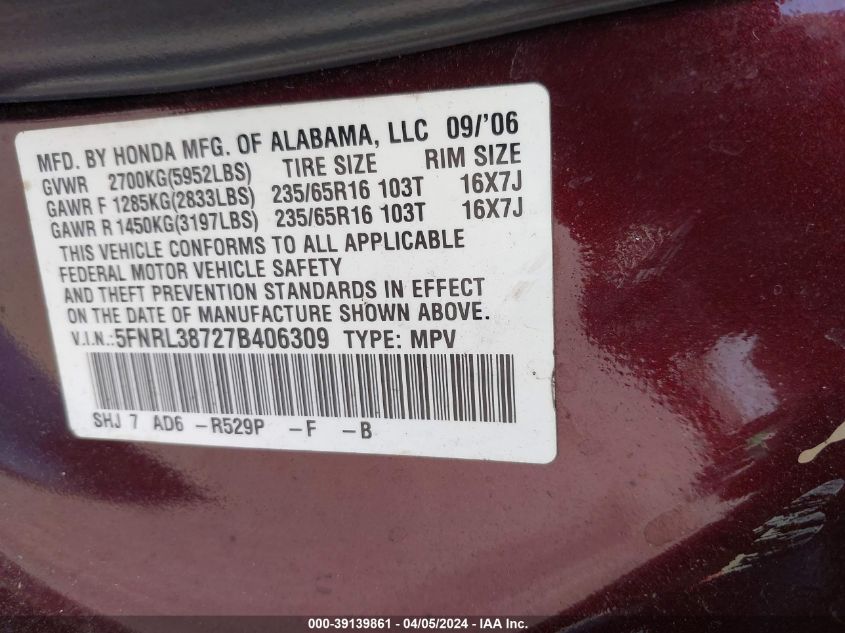 MFD. BY HONDA MFG. OF ALABAMA, LLC 09/'06
GVWR 2700KG(5952LBS) TIRE SIZE RIM SIZE
GAWR F 1285KG(2833LBS) 235/65R16 103T 16X7J
GAWR R 1450KG(3197LBS) 235/65R16 103T 16X7J
THIS VEHICLE CONFORMS TO ALL APPLICABLE
FEDERAL MOTOR VEHICLE SAFETY
AND THEFT PREVENTION STANDARDS IN EFFECT
ON THE DATE OF MANUFACTURE SHOWN ABOVE.
V.I.N.:5FNRL38727B406309 TYPE: MPV
SHJ 7 AD6 -R529P -F -B
000-39139861 - 04/05/2024 - IAA Inc.